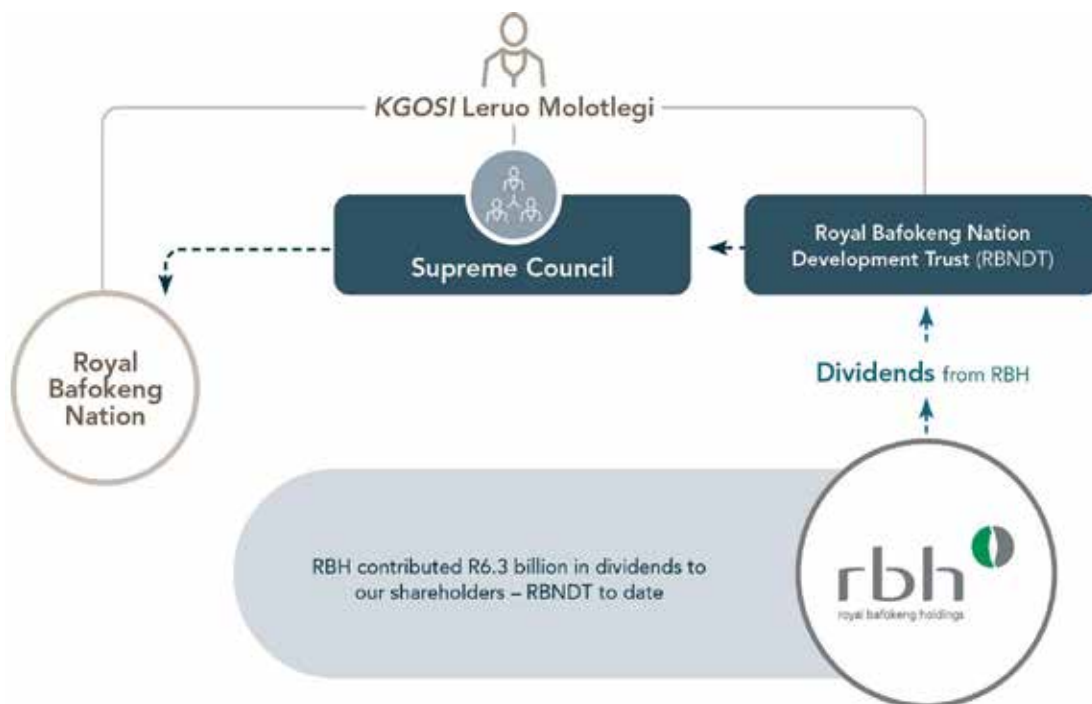 KGOSI Leruo Molotlegi
Supreme Council
Royal Bafokeng Nation
Development Trust (RBNDT)
Royal
Bafokeng
Nation
Dividends from RBH
RBH contributed R6.3 billion in dividends to
our shareholders – RBNDT to date
rbh
royal bafokeng holdings